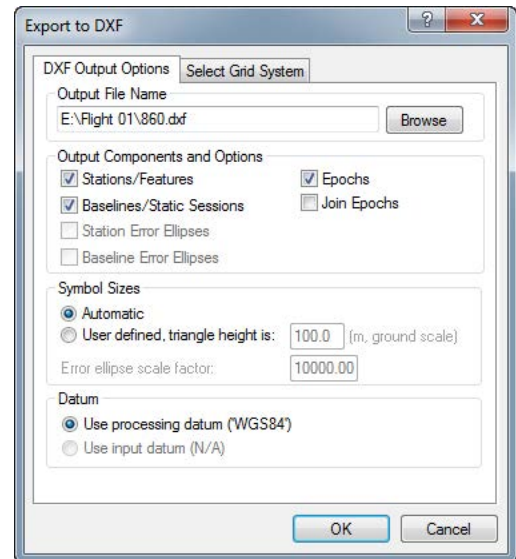 Export to DXF
DXF Output Options Select Grid System
Output File Name
E:\Flight 01\860.dxf Browse
Output Components and Options
Stations/Features Epochs
Baselines/Static Sessions Join Epochs
Station Error Ellipses
Baseline Error Ellipses
Symbol Sizes
Automatic
User defined, triangle height is: 100.0 (m, ground scale)
Error ellipse scale factor: 10000.00
Datum
Use processing datum ('WGS84')
Use input datum (N/A)
OK Cancel